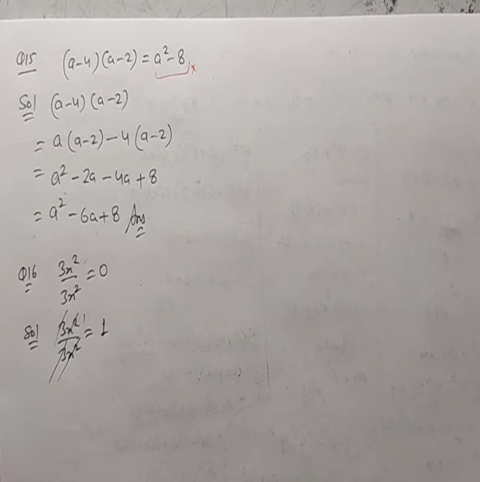 Q15 (a-4)(a-2) = a²-8 ×
Sol (a-4)(a-2)
= a(a-2)-4(a-2)
= a²-2a-4a+8
= a²-6a+8 Ans
Q16 3x²/3x² = 0
Sol 3x²/3x² = 1